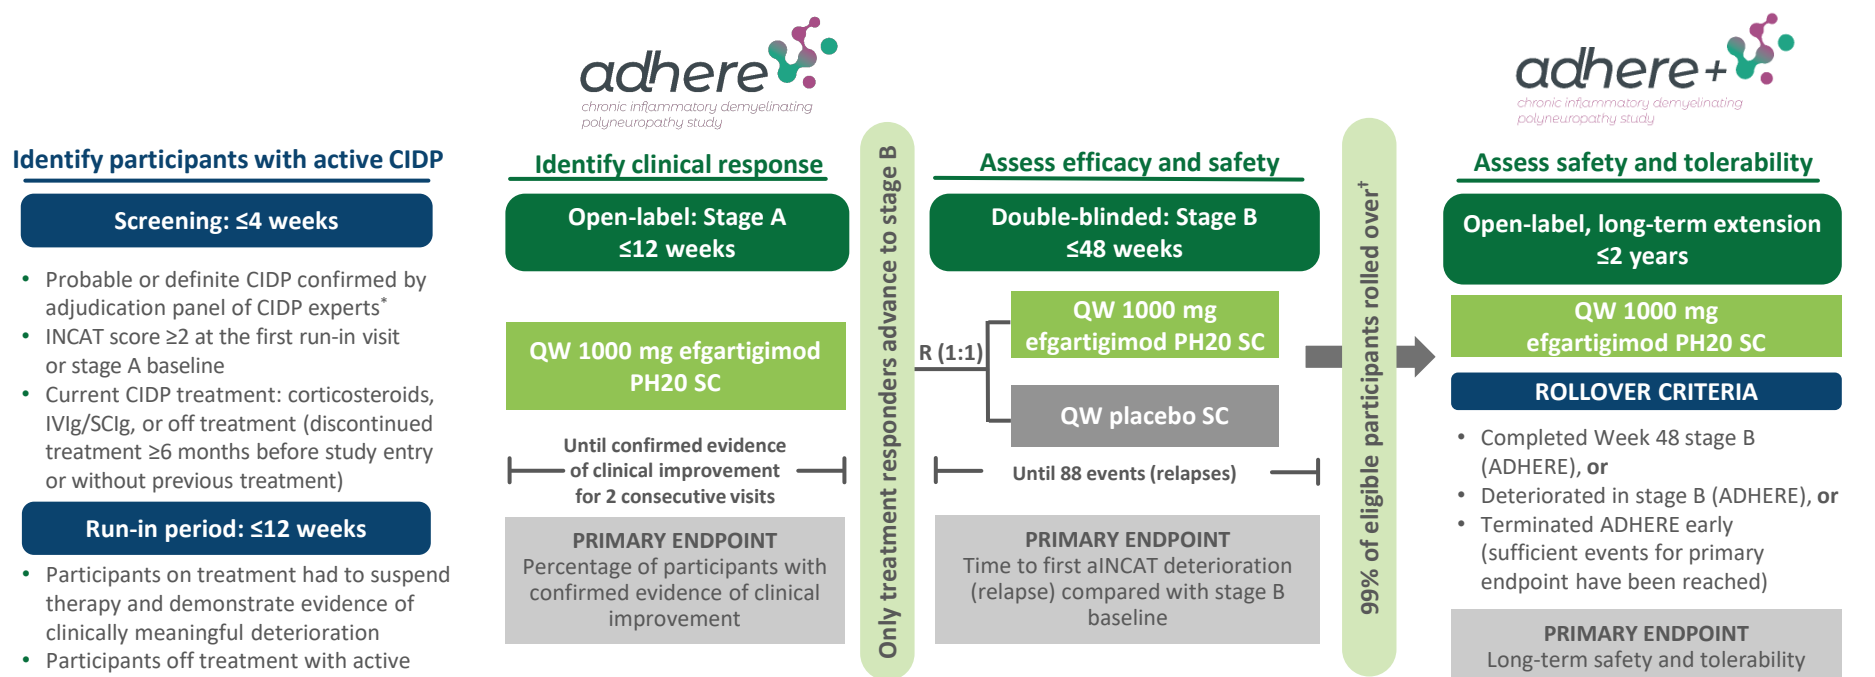 adhere
chronic inflammatory demyelinating
polyneuropathy study
adhere+
chronic inflammatory demyelinating
polyneuropathy study
Identify participants with active CIDP
Screening: ≤4 weeks
• Probable or definite CIDP confirmed by
adjudication panel of CIDP experts*
• INCAT score ≥2 at the first run-in visit
or stage A baseline
• Current CIDP treatment: corticosteroids,
IVIg/SCIg, or off treatment (discontinued
treatment ≥6 months before study entry
or without previous treatment)
Run-in period: ≤12 weeks
• Participants on treatment had to suspend
therapy and demonstrate evidence of
clinically meaningful deterioration
• Participants off treatment with active
Identify clinical response
Open-label: Stage A
≤12 weeks
QW 1000 mg efgartigimod
PH20 SC
Until confirmed evidence
of clinical improvement
for 2 consecutive visits
PRIMARY ENDPOINT
Percentage of participants with
confirmed evidence of clinical
improvement
Only treatment responders advance to stage B
Assess efficacy and safety
Double-blinded: Stage B
≤48 weeks
R (1:1)
QW 1000 mg
efgartigimod PH20 SC
QW placebo SC
Until 88 events (relapses)
PRIMARY ENDPOINT
Time to first aINCAT deterioration
(relapse) compared with stage B
baseline
99% of eligible participants rolled over†
Assess safety and tolerability
Open-label, long-term extension
≤2 years
QW 1000 mg
efgartigimod PH20 SC
ROLLOVER CRITERIA
• Completed Week 48 stage B
(ADHERE), or
• Deteriorated in stage B (ADHERE), or
• Terminated ADHERE early
(sufficient events for primary
endpoint have been reached)
PRIMARY ENDPOINT
Long-term safety and tolerability